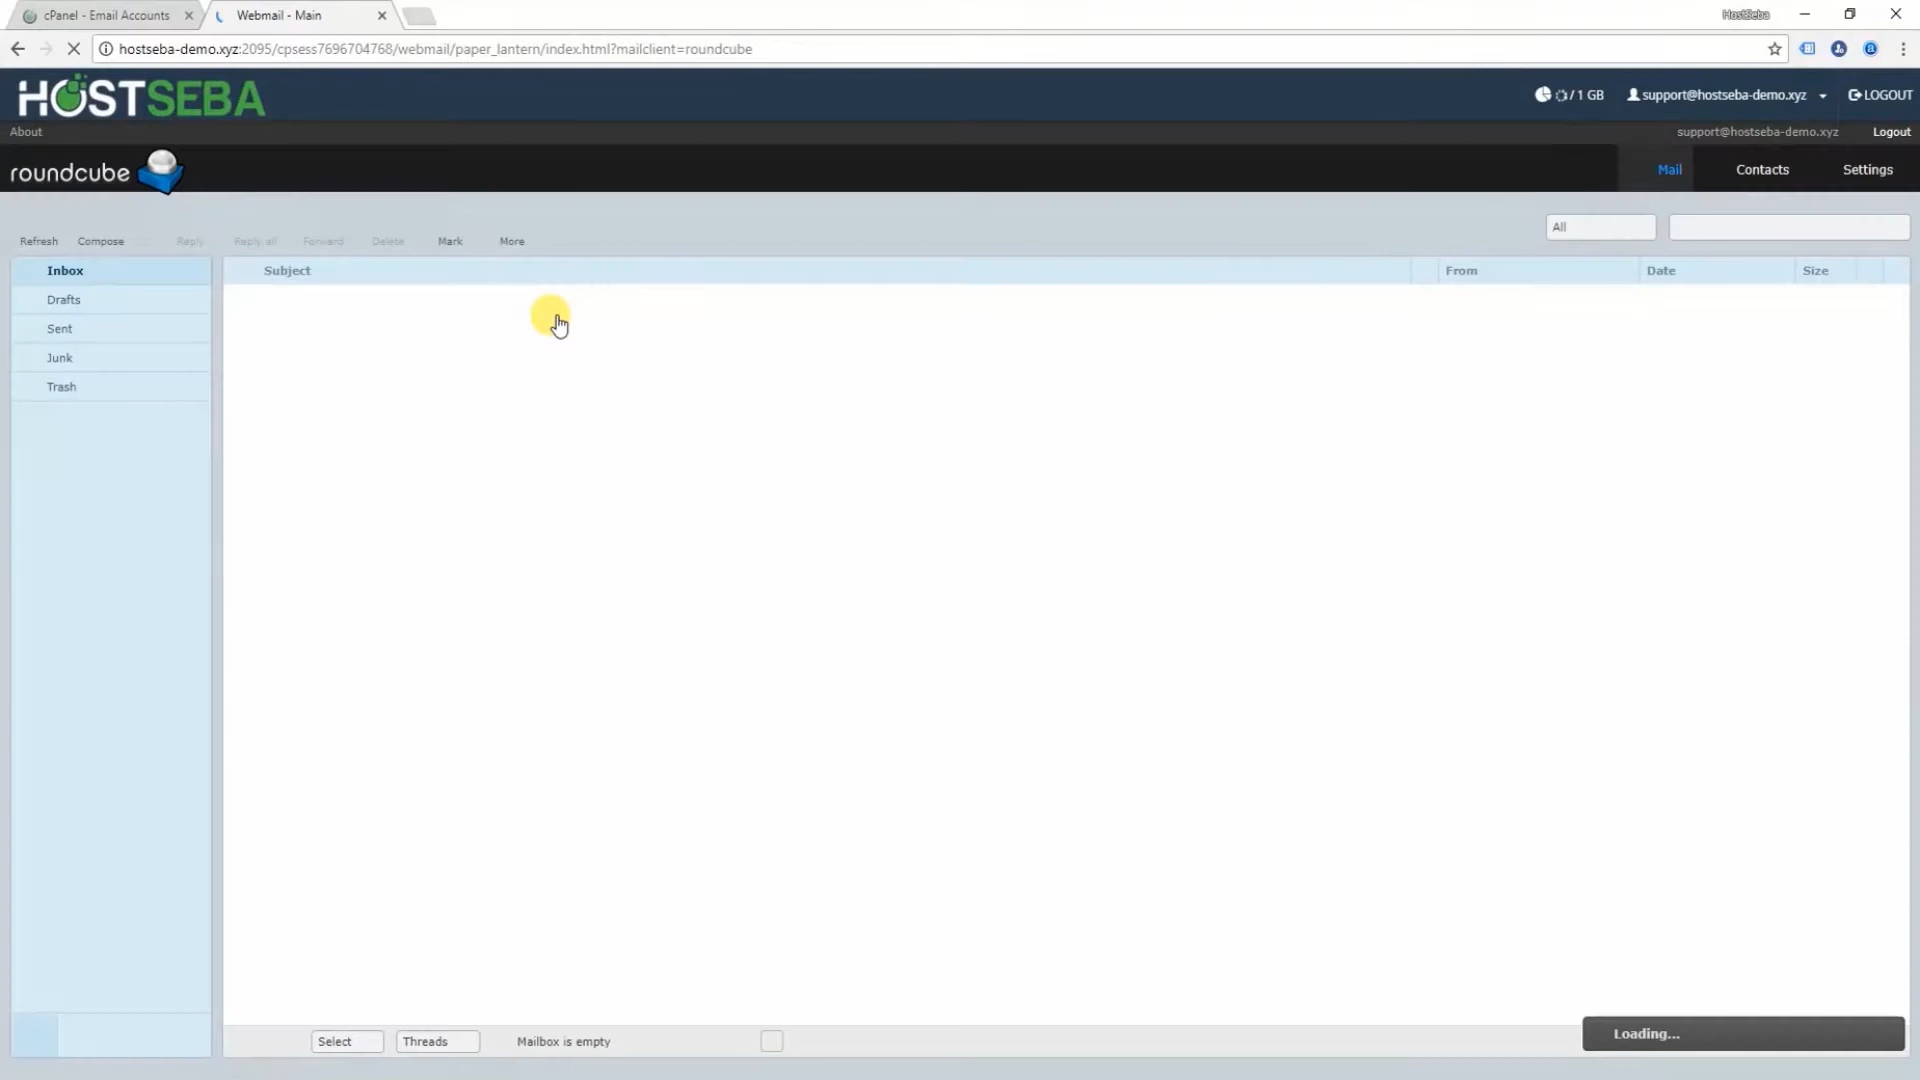 cPanel - Email Accounts
Webmail - Main
HostSeba
hostseba-demo.xyz:2095/cpsess7696704768/webmail/paper_lantern/index.html?mailclient=roundcube
HOSTSEBA
/ 1 GB
support@hostseba-demo.xyz
LOGOUT
About
support@hostseba-demo.xyz
Logout
roundcube
Mail
Contacts
Settings
All
Refresh
Compose
Reply
Reply all
Forward
Delete
Mark
More
Inbox
Subject
From
Date
Size
Drafts
Sent
Junk
Trash
Select
Threads
Mailbox is empty
Loading...